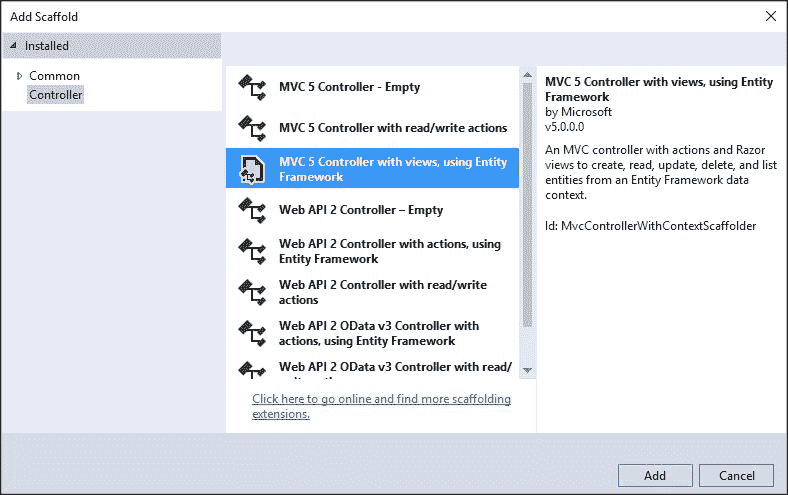 Add Scaffold
Installed
Common
Controller
MVC 5 Controller - Empty
MVC 5 Controller with read/write actions
MVC 5 Controller with views, using Entity
Framework
Web API 2 Controller – Empty
Web API 2 Controller with actions, using
Entity Framework
Web API 2 Controller with read/write
actions
Web API 2 OData v3 Controller with
actions, using Entity Framework
Web API 2 OData v3 Controller with read/
Click here to go online and find more scaffolding
extensions.
MVC 5 Controller with views, using Entity
Framework
by Microsoft
v5.0.0.0
An MVC controller with actions and Razor
views to create, read, update, delete, and list
entities from an Entity Framework data
context.
Id: MvcControllerWithContextScaffolder
Add
Cancel